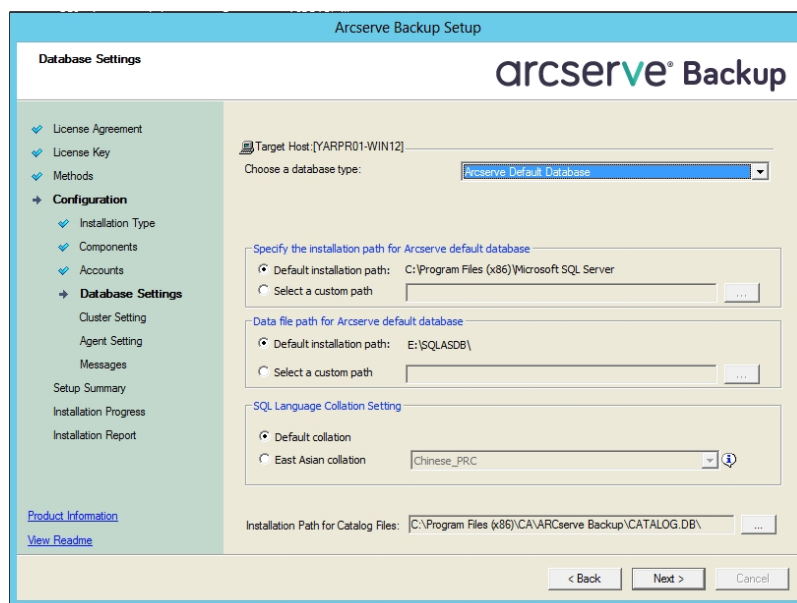 Arcserve Backup Setup
Database Settings
arcserve® Backup
License Agreement
License Key
Methods
Configuration
Installation Type
Components
Accounts
Database Settings
Cluster Setting
Agent Setting
Messages
Setup Summary
Installation Progress
Installation Report
Product Information
View Readme
Target Host:[YARPR01-WIN12]
Choose a database type: Arcserve Default Database
Specify the installation path for Arcserve default database
Default installation path: C:\Program Files (x86)\Microsoft SQL Server
Select a custom path ...
Data file path for Arcserve default database
Default installation path: E:\SQLASDB\
Select a custom path ...
SQL Language Collation Setting
Default collation
East Asian collation Chinese_PRC
Installation Path for Catalog Files: C:\Program Files (x86)\CA\ARCserve Backup\CATALOG.DB\ ...
< Back Next > Cancel